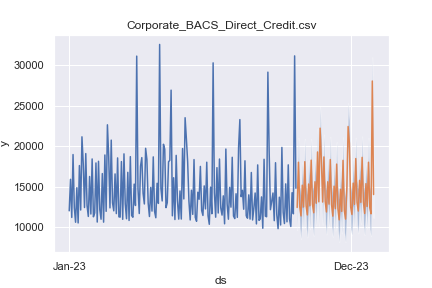 Corporate_BACS_Direct_Credit.csv
30000
25000
20000
15000
10000
y
Jan-23
Dec-23
ds